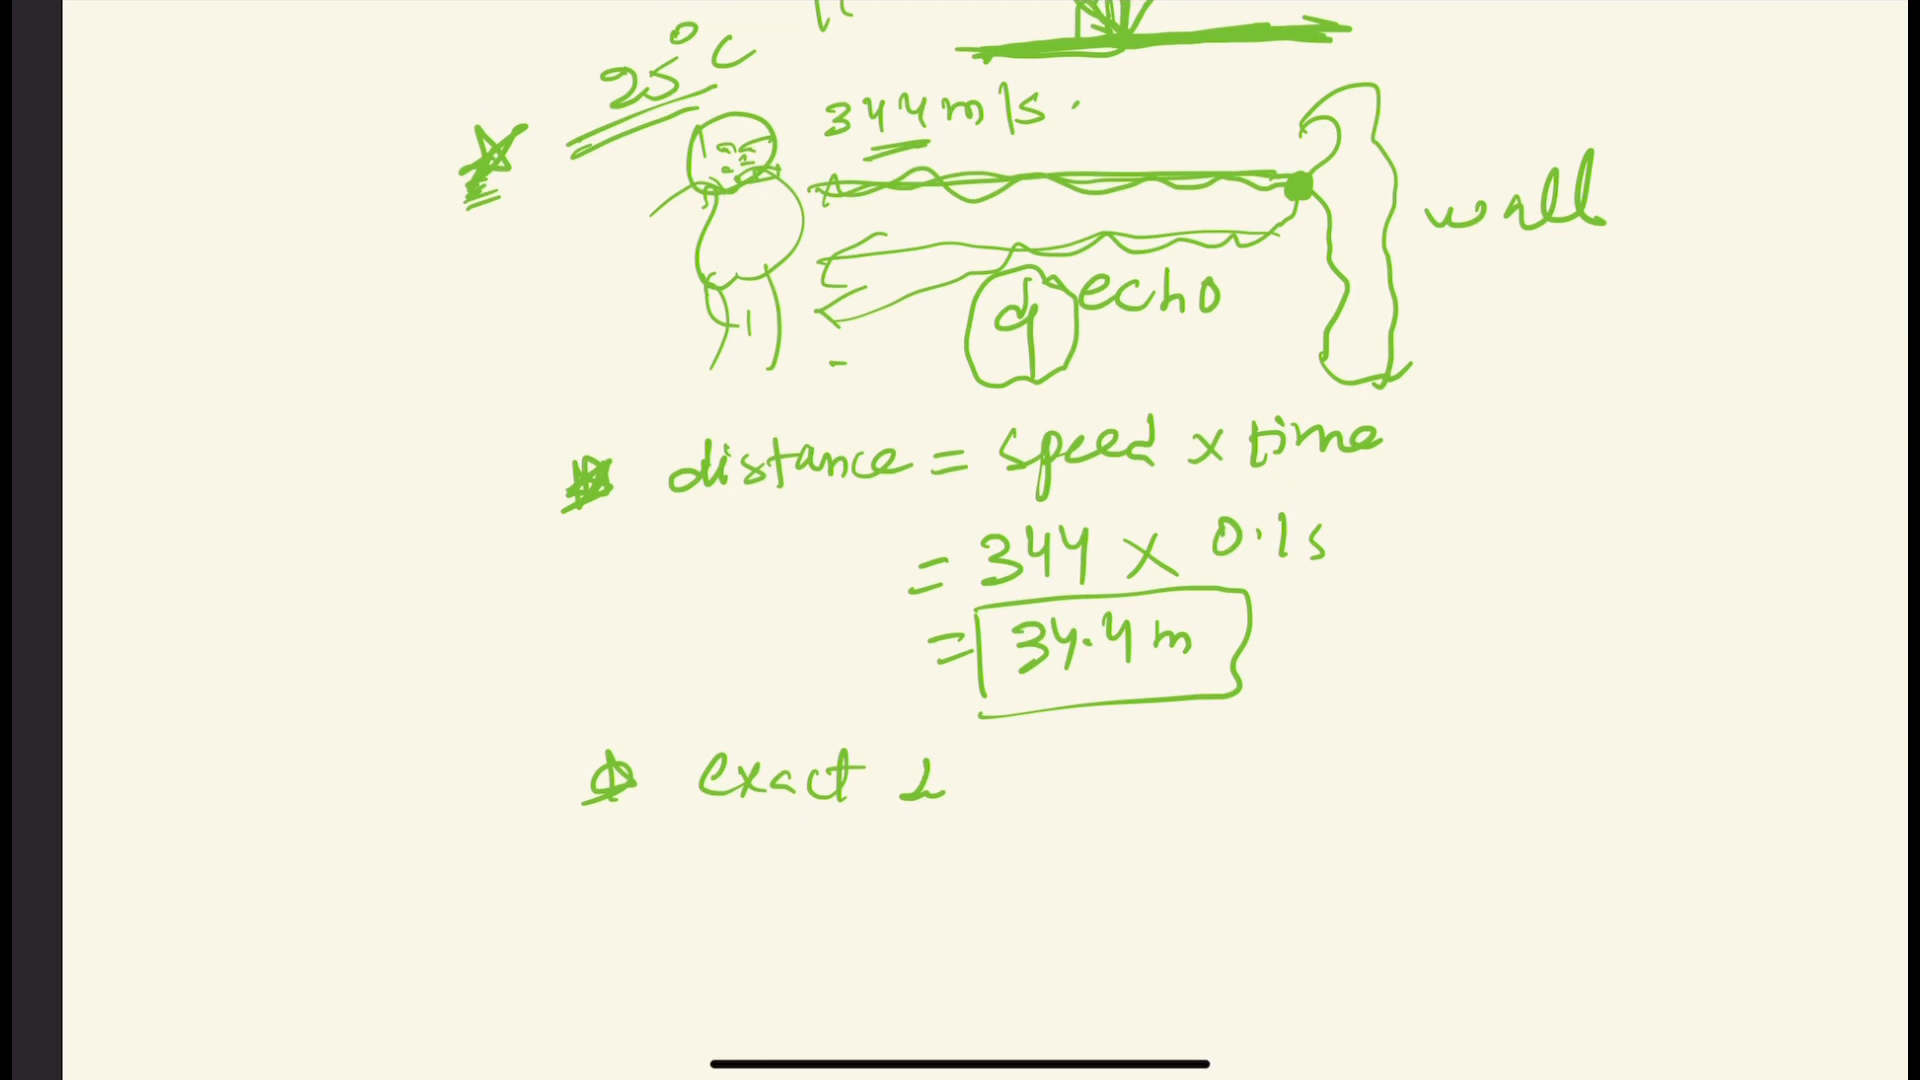 25°C
344 m/s.
wall
echo
d
distance = speed x time
= 344 x 0.1s
= 34.4 m
exact